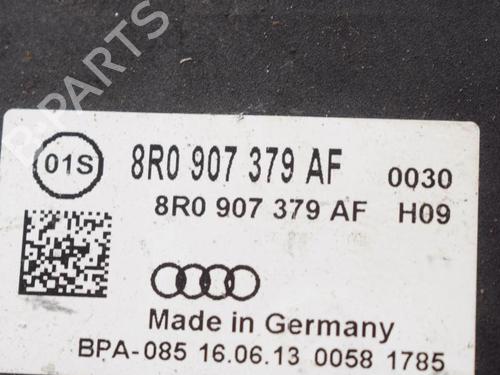 B-PARTS
01S
8R0 907 379 AF 0030
8R0 907 379 AF H09
Made in Germany
BPA-085 16.06.13 0058 1785